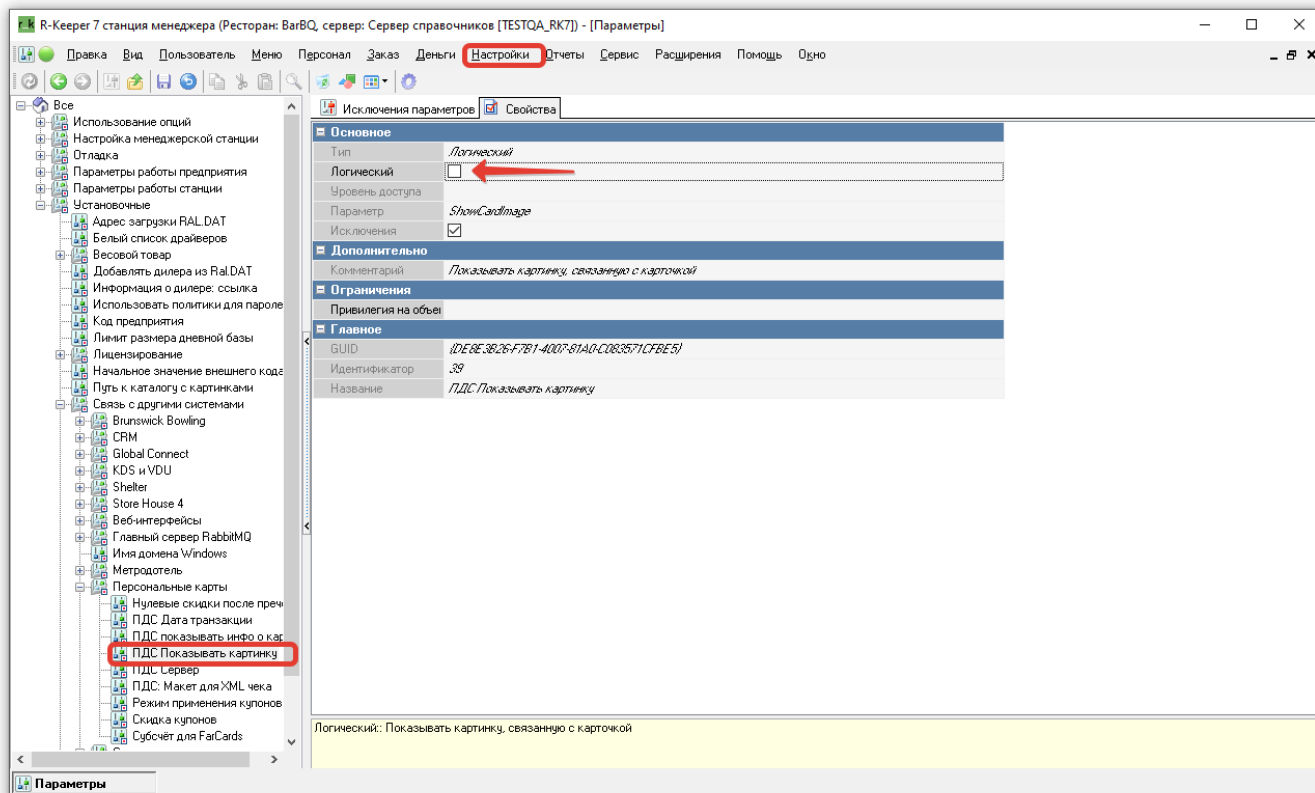 R-Keeper 7 станция менеджера (Ресторан: BarBQ, сервер: Сервер справочников [TESTQA_RK7]) - [Параметры]
Правка Вид Пользователь Меню Персонал Заказ Деньги Настройки Отчеты Сервис Расширения Помощь Окно
Все
Использование опций
Настройка менеджерской станции
Отладка
Параметры работы предприятия
Параметры работы станции
Установочные
Адрес загрузки RAL.DAT
Белый список драйверов
Весовой товар
Добавлять дилера из Ral.DAT
Информация о дилере: ссылка
Использовать политики для пароле
Код предприятия
Лимит размера дневной базы
Лицензирование
Начальное значение внешнего кода
Путь к каталогу с картинками
Связь с другими системами
Brunswick Bowling
CRM
Global Connect
KDS и VDU
Shelter
Store House 4
Веб-интерфейсы
Главный сервер RabbitMQ
Имя домена Windows
Метродотель
Персональные карты
Нулевые скидки после пречe
ПДС Дата транзакции
ПДС показывать инфо о кар
ПДС Показывать картинку
ПДС Сервер
ПДС: Макет для XML чека
Режим применения купонов
Скидка купонов
Субсчёт для FarCards
Исключения параметров Свойства
Основное
Тип Логический
Логический
Уровень доступа
Параметр ShowCardImage
Исключения
Дополнительно
Комментарий Показывать картинку, связанную с карточкой
Ограничения
Привилегия на объек
Главное
GUID {DE8E3B26-F7B1-4007-81A0-C083571CFBE5}
Идентификатор 39
Название ПДС Показывать картинку
Логический:: Показывать картинку, связанную с карточкой
Параметры